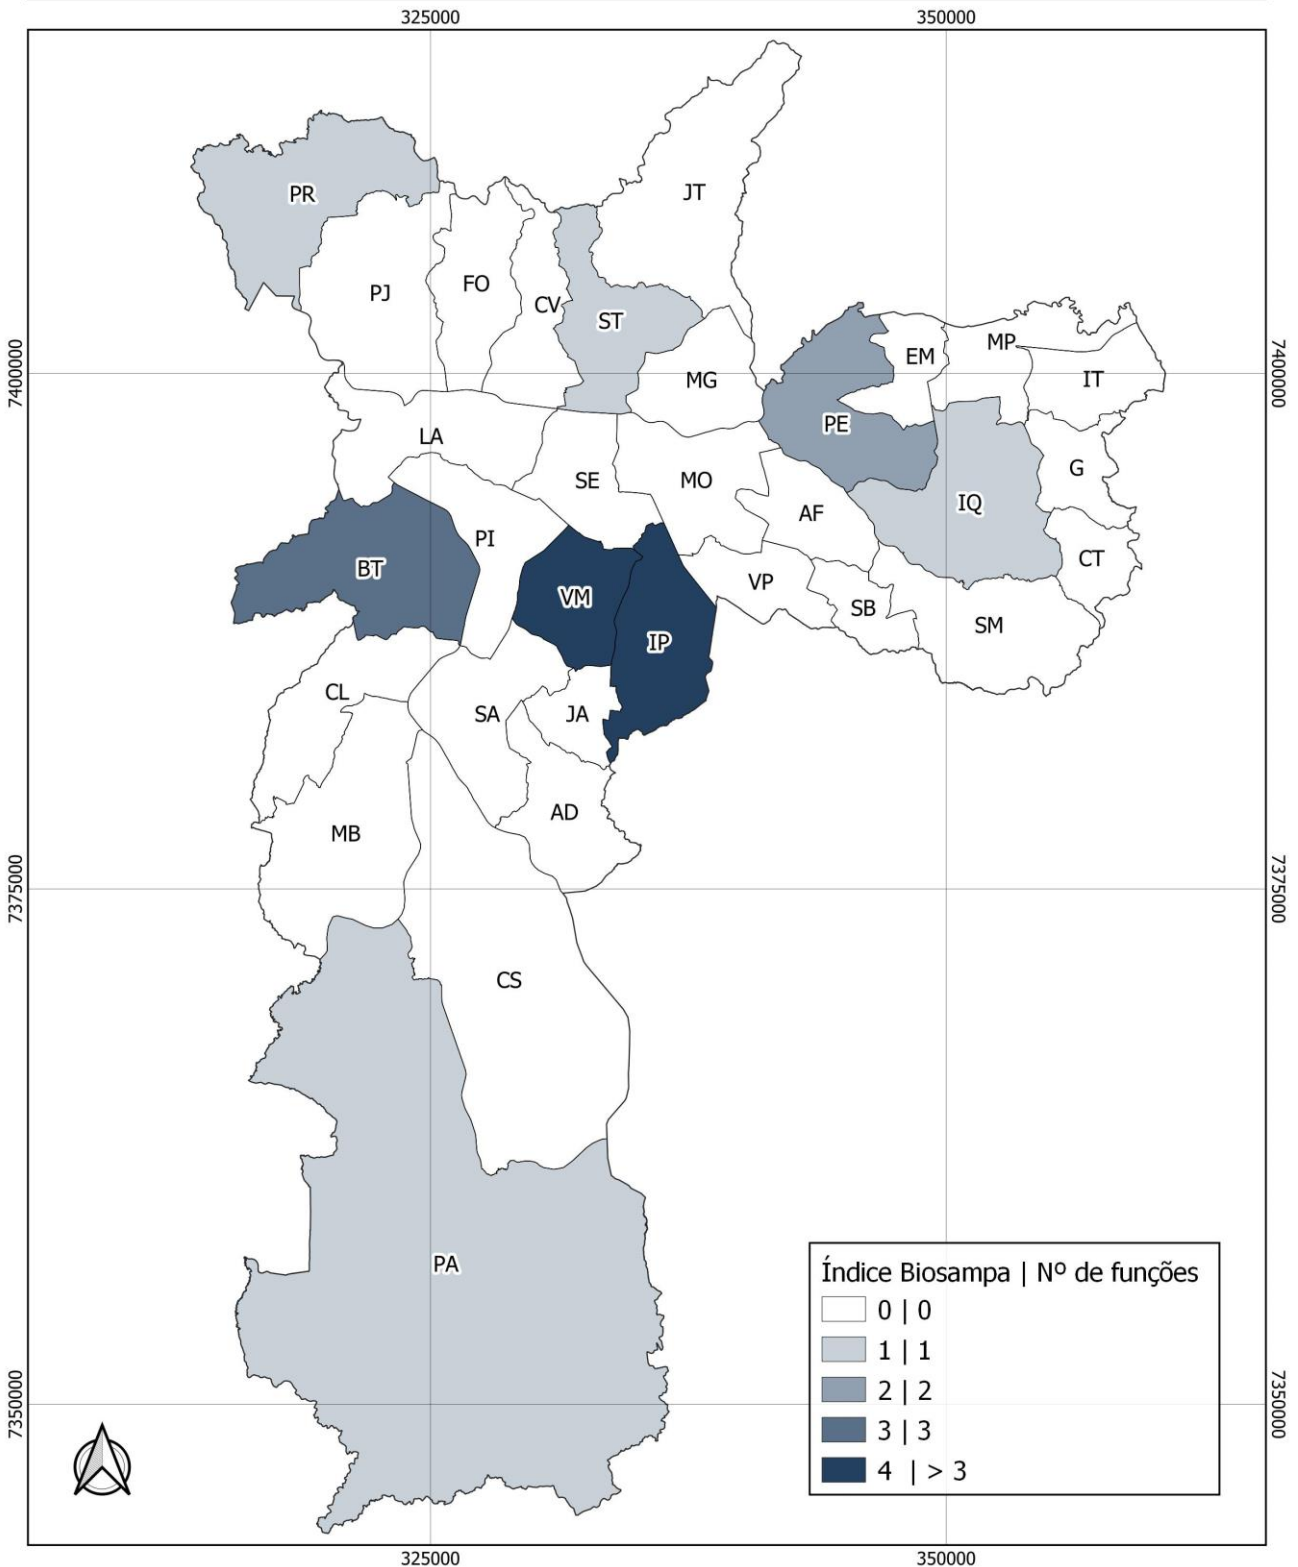 325000 350000
PR
JT
PJ
FO
CV
ST
MG
EM
MP
IT
7400000
7400000
LA
PE
SE
MO
G
AF
IQ
PI
BT
VM
VP
CT
SB
SM
IP
CL
SA
JA
AD
MB
7375000
7375000
CS
PA
Índice Biosampa | Nº de funções
0 | 0
1 | 1
2 | 2
3 | 3
4 | > 3
7350000
7350000
325000 350000